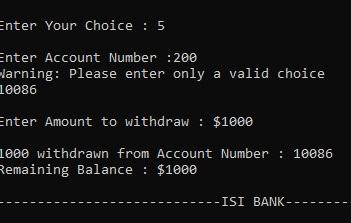 Enter Your Choice : 5
Enter Account Number :200
Warning: Please enter only a valid choice
10086
Enter Amount to withdraw : $1000
1000 withdrawn from Account Number : 10086
Remaining Balance : $1000
----------------------------ISI BANK--------